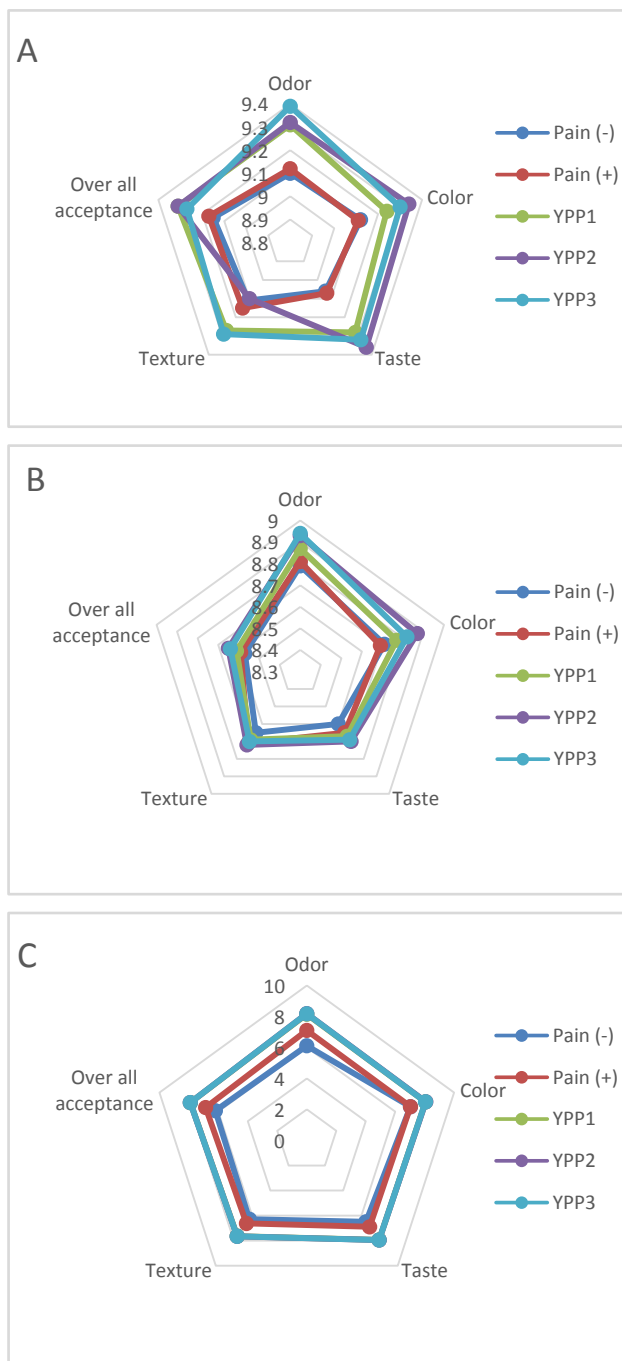 A
Odor
9.4
9.3
9.2
9.1
9
8.9
8.8
Over all
acceptance
Color
Texture
Taste
Pain (-)
Pain (+)
YPP1
YPP2
YPP3
B
Odor
9
8.9
8.8
8.7
8.6
8.5
8.4
8.3
Over all
acceptance
Color
Texture
Taste
Pain (-)
Pain (+)
YPP1
YPP2
YPP3
C
Odor
10
8
6
4
2
0
Over all
acceptance
Color
Texture
Taste
Pain (-)
Pain (+)
YPP1
YPP2
YPP3